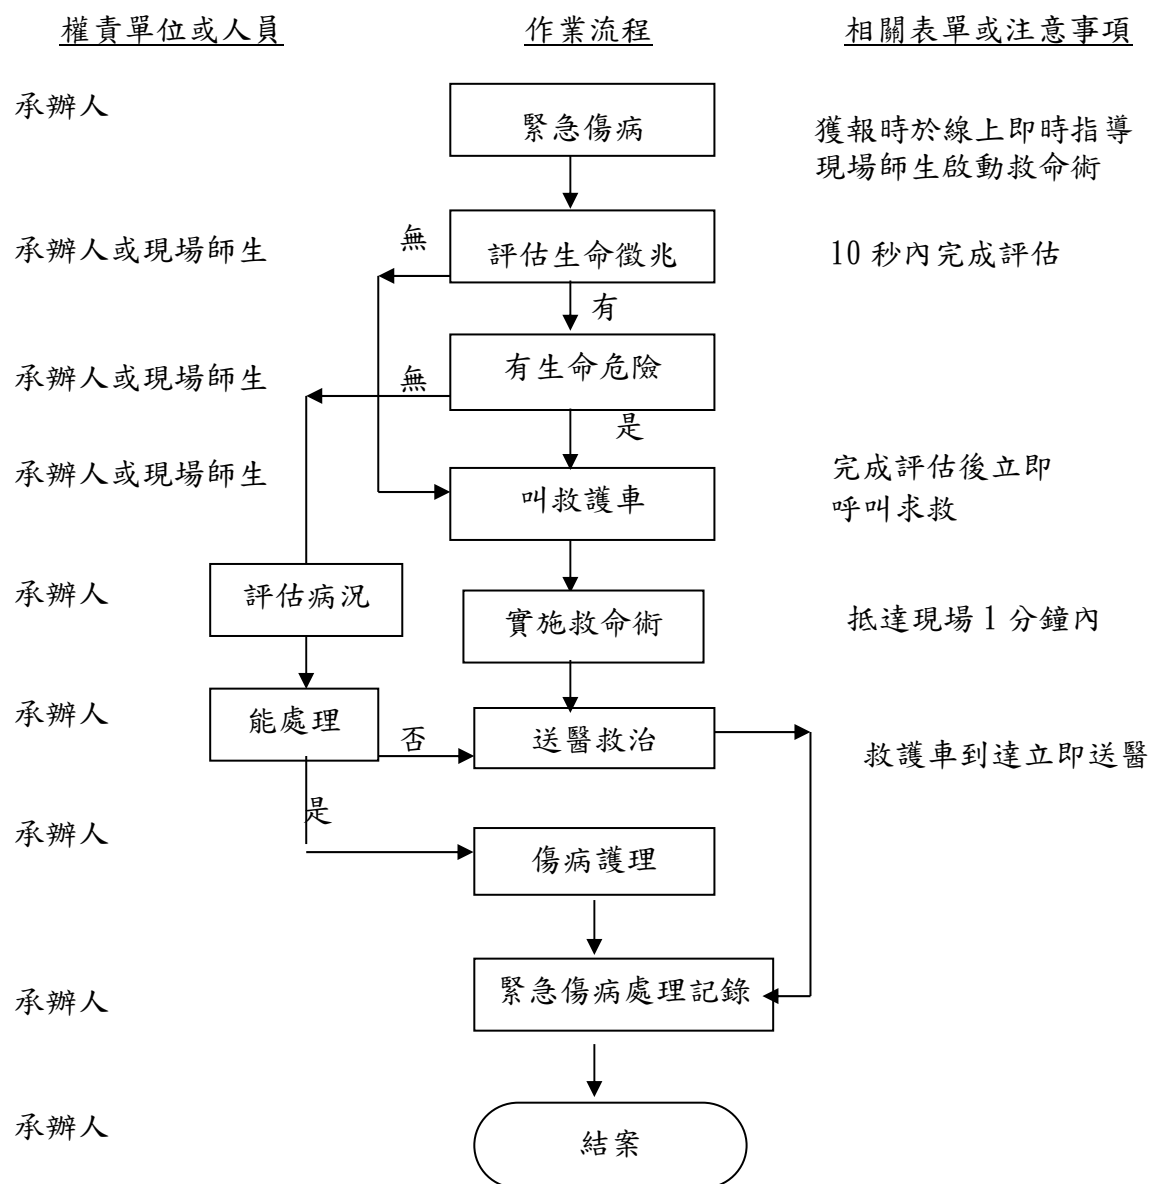 權責單位或人員
作業流程
相關表單或注意事項
承辦人
緊急傷病
獲報時於線上即時指導
現場師生啟動救命術
承辦人或現場師生
無
評估生命徵兆
10 秒內完成評估
有
承辦人或現場師生
無
有生命危險
是
承辦人或現場師生
叫救護車
完成評估後立即
呼叫求救
承辦人
評估病況
實施救命術
抵達現場 1 分鐘內
承辦人
能處理
否
送醫救治
救護車到達立即送醫
是
承辦人
傷病護理
承辦人
緊急傷病處理記錄
承辦人
結案